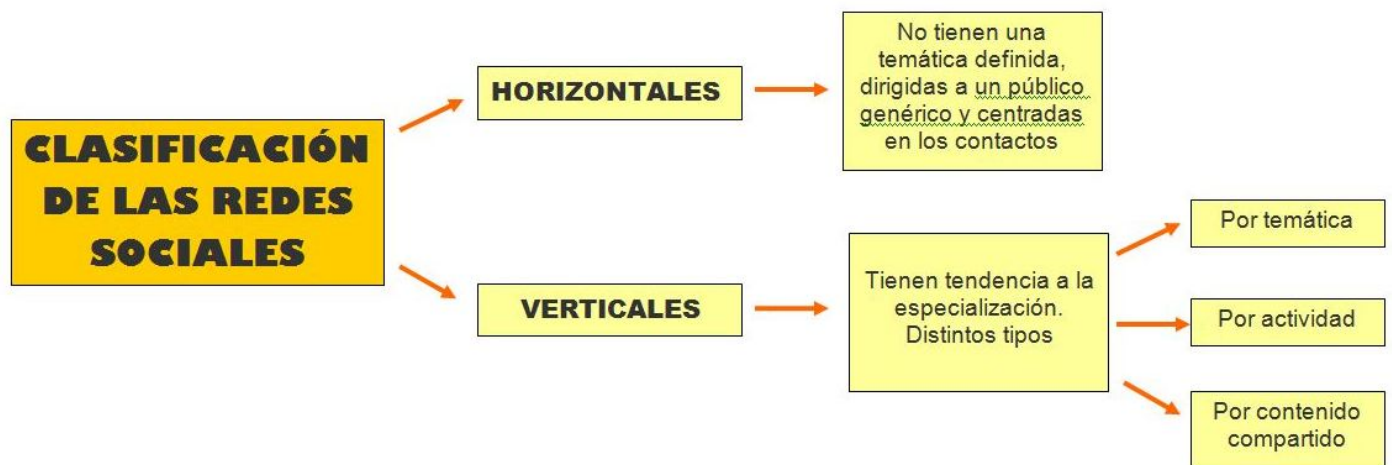 CLASIFICACIÓN
DE LAS REDES
SOCIALES
HORIZONTALES
No tienen una
temática definida,
dirigidas a un público
genérico y centradas
en los contactos
VERTICALES
Tienen tendencia a la
especialización.
Distintos tipos
Por temática
Por actividad
Por contenido
compartido